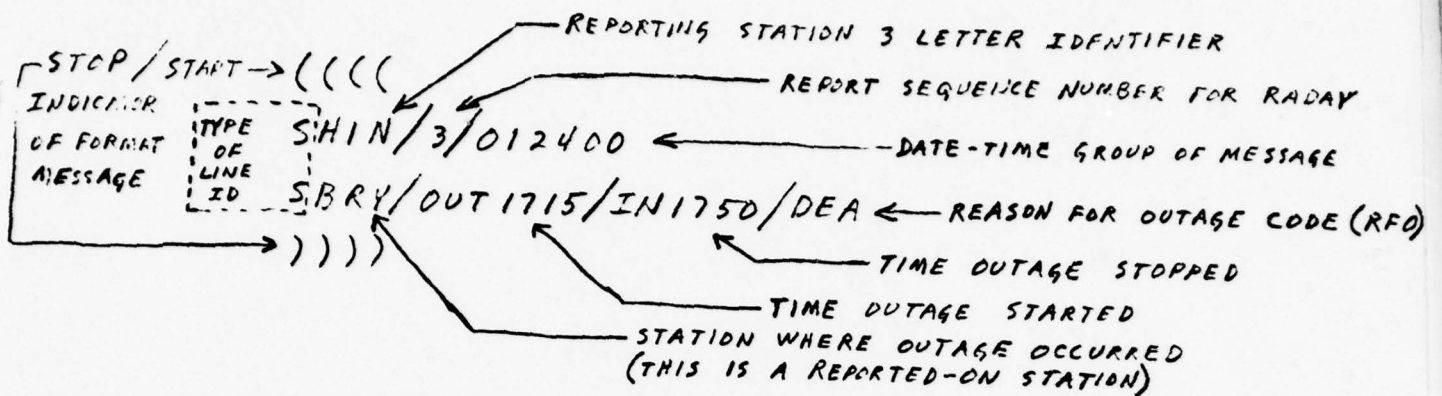 REPORTING STATION 3 LETTER IDENTIFIER
STOP / START → ( ( ( (
REPORT SEQUENCE NUMBER FOR RADAY
INDICATOR
OF FORMAT
MESSAGE
TYPE
OF
LINE
ID
SHIN/3/012400
DATE-TIME GROUP OF MESSAGE
SBRY/OUT 1715/IN1750/DEA ← REASON FOR OUTAGE CODE (RFO)
) ) ) )
TIME OUTAGE STOPPED
TIME OUTAGE STARTED
STATION WHERE OUTAGE OCCURRED
(THIS IS A REPORTED-ON STATION)